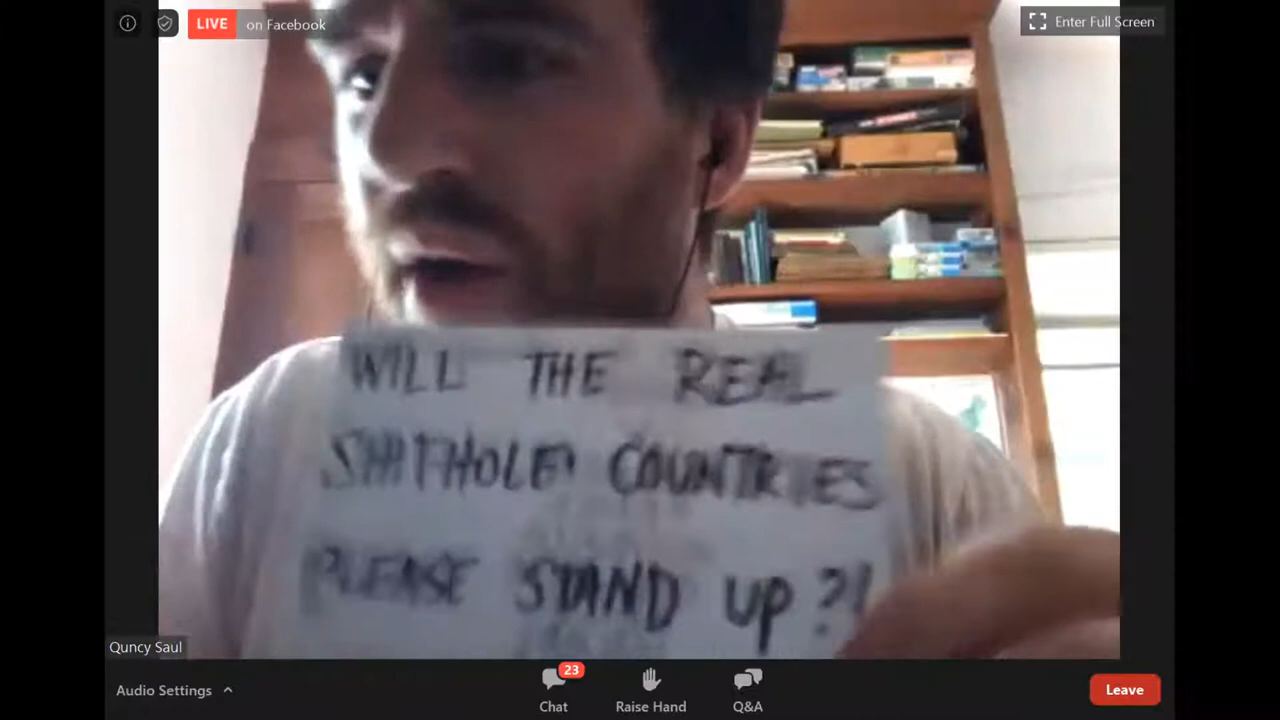 LIVE on Facebook
Enter Full Screen
WILL THE REAL
SHITHOLE COUNTRIES
PLEASE STAND UP?!
Quncy Saul
Audio Settings
23
Chat
Raise Hand
Q&A
Leave